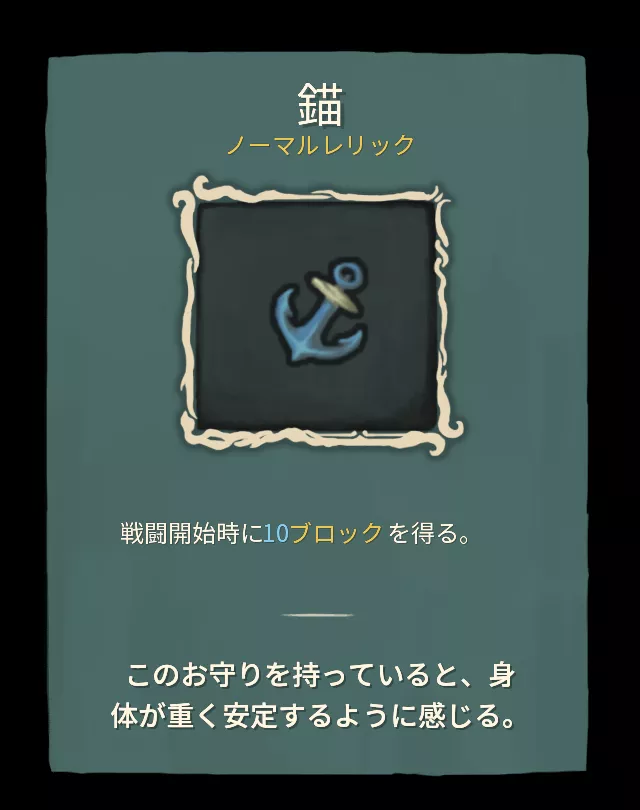 錨
ノーマルレリック
戦闘開始時に10ブロックを得る。
このお守りを持っていると、身
体が重く安定するように感じる。